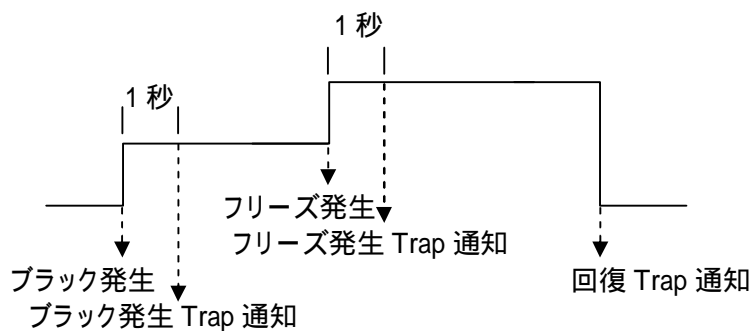 1 秒
1 秒
フリーズ発生
フリーズ発生 Trap 通知
ブラック発生
回復 Trap 通知
ブラック発生 Trap 通知